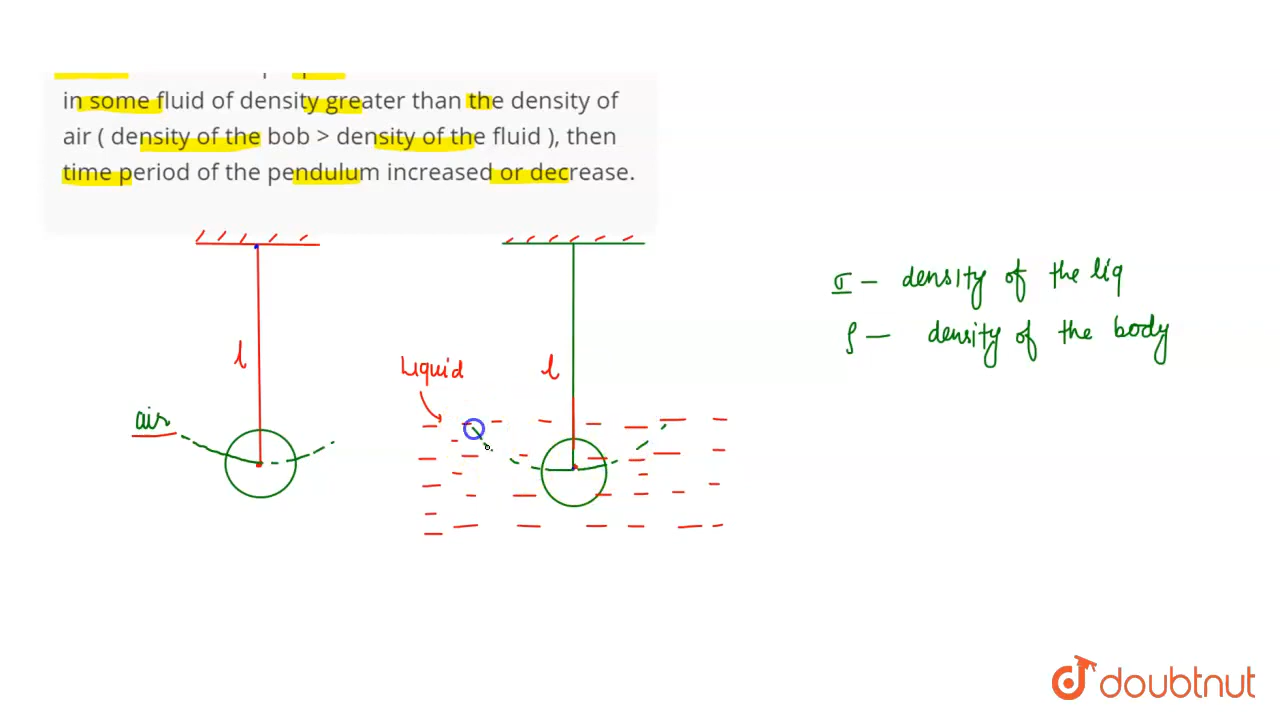 in some fluid of density greater than the density of
air ( density of the bob > density of the fluid ), then
time period of the pendulum increased or decrease.
σ – density of the liq
ρ – density of the body
l
Liquid
l
air
doubtnut